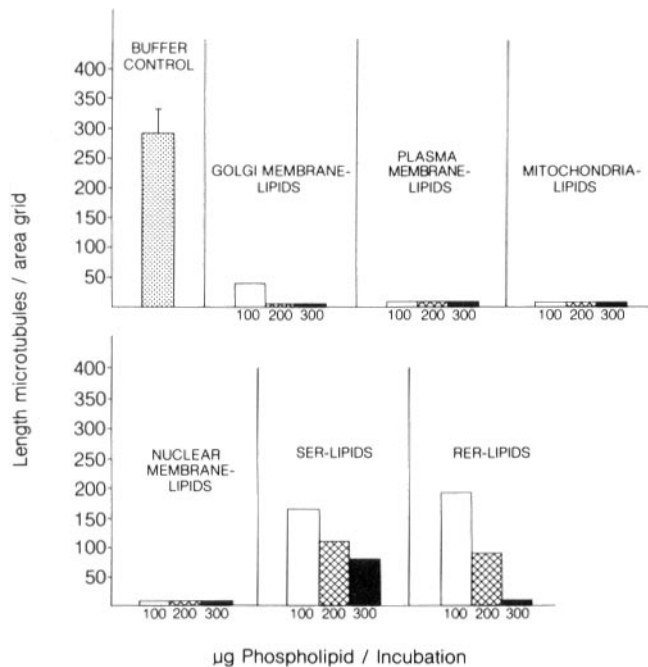 BUFFER
CONTROL
400
350
300
250
200
150
100
50
GOLGI MEMBRANE-
LIPIDS
PLASMA
MEMBRANE-
LIPIDS
MITOCHONDRIA-
LIPIDS
100 200 300
100 200 300
100 200 300
Length microtubules / area grid
400
350
300
250
200
150
100
50
NUCLEAR
MEMBRANE-
LIPIDS
SER-LIPIDS
RER-LIPIDS
100 200 300
100 200 300
100 200 300
µg Phospholipid / Incubation